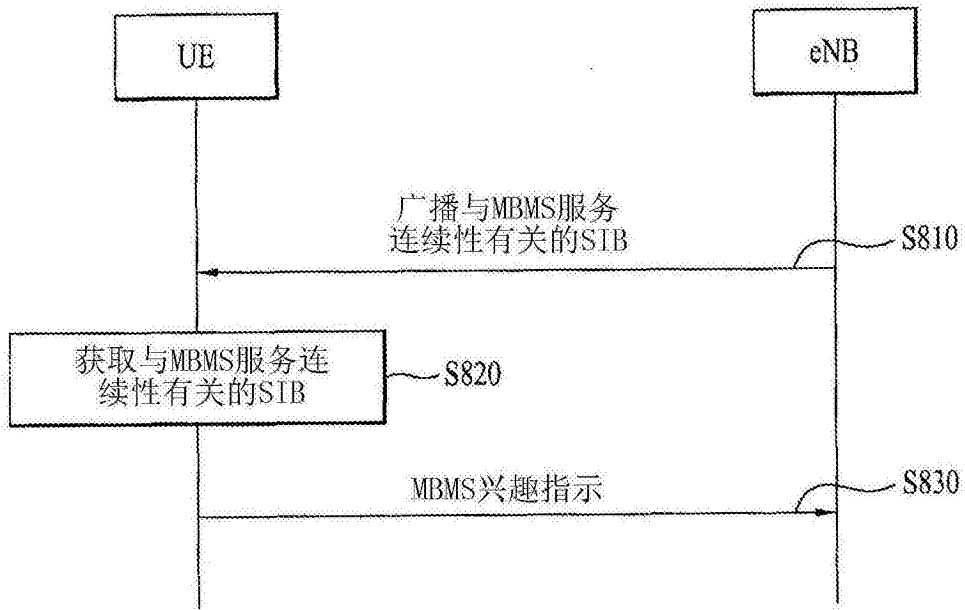 UE
eNB
广播与MBMS服务
连续性有关的SIB
S810
获取与MBMS服务连
续性有关的SIB
S820
MBMS兴趣指示
S830